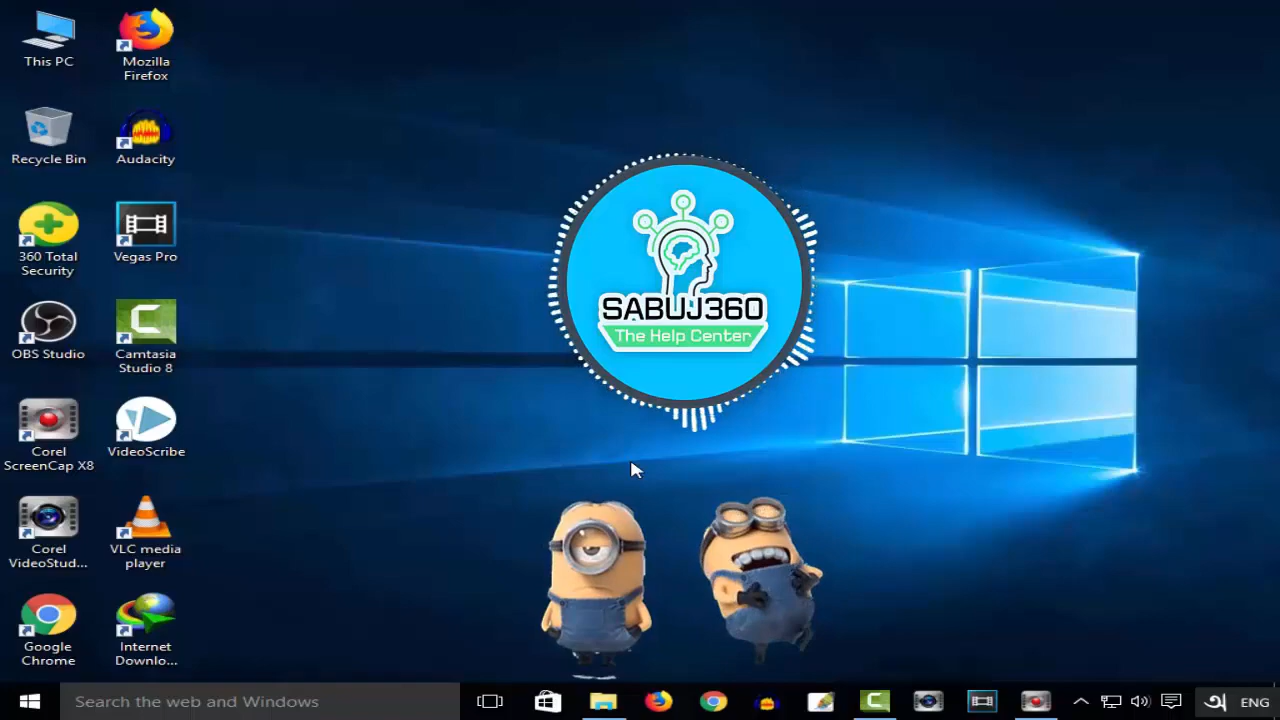 This PC
Mozilla
Firefox
Recycle Bin
Audacity
360 Total
Security
Vegas Pro
OBS Studio
Camtasia
Studio 8
Corel
ScreenCap X8
VideoScribe
Corel
VideoStud...
VLC media
player
Google
Chrome
Internet
Downlo...
SABUJ360
The Help Center
Search the web and Windows
অ
ENG